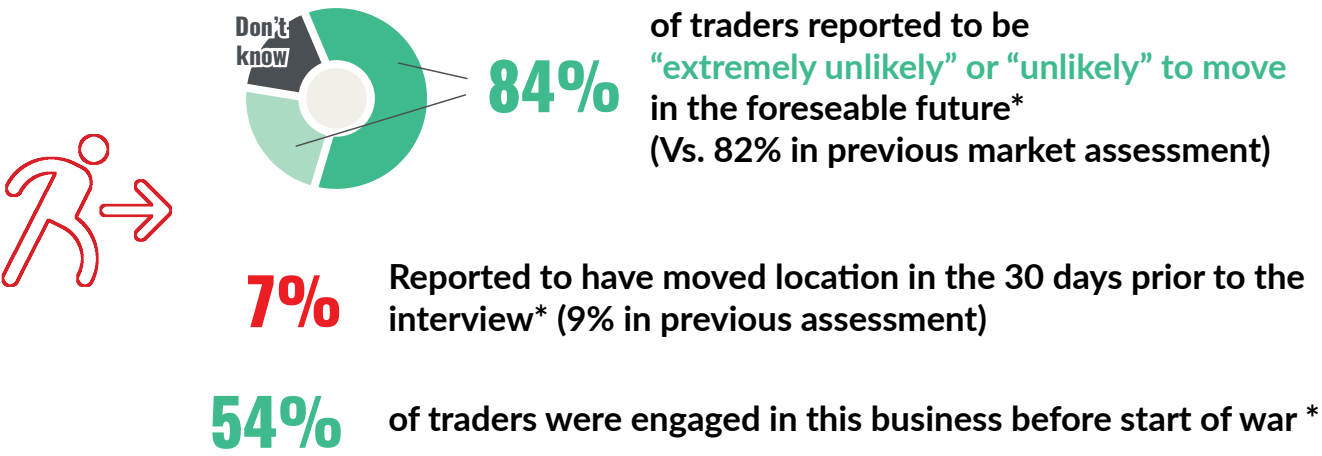 Don't
know
84%
of traders reported to be
“extremely unlikely” or “unlikely” to move
in the foreseable future*
(Vs. 82% in previous market assessment)
7%
Reported to have moved location in the 30 days prior to the
interview* (9% in previous assessment)
54%
of traders were engaged in this business before start of war *